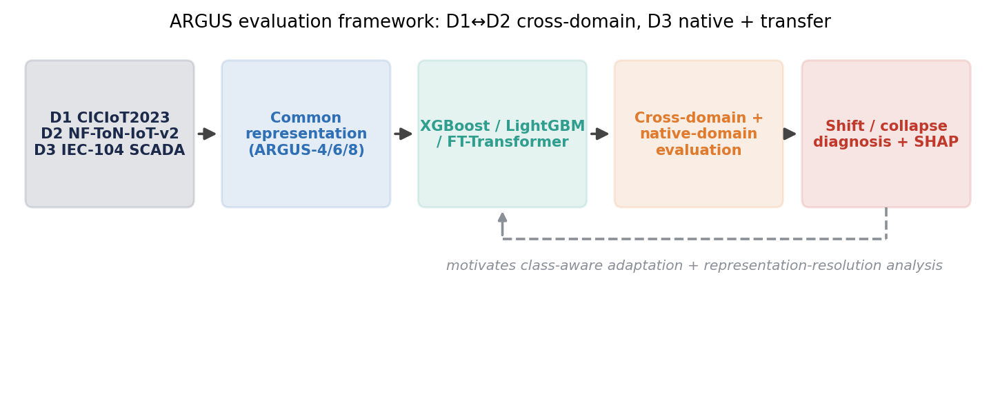 ARGUS evaluation framework: D1↔D2 cross-domain, D3 native + transfer
D1 CICIoT2023
D2 NF-ToN-IoT-v2
D3 IEC-104 SCADA
Common
representation
(ARGUS-4/6/8)
XGBoost / LightGBM
/ FT-Transformer
Cross-domain +
native-domain
evaluation
Shift / collapse
diagnosis + SHAP
motivates class-aware adaptation + representation-resolution analysis